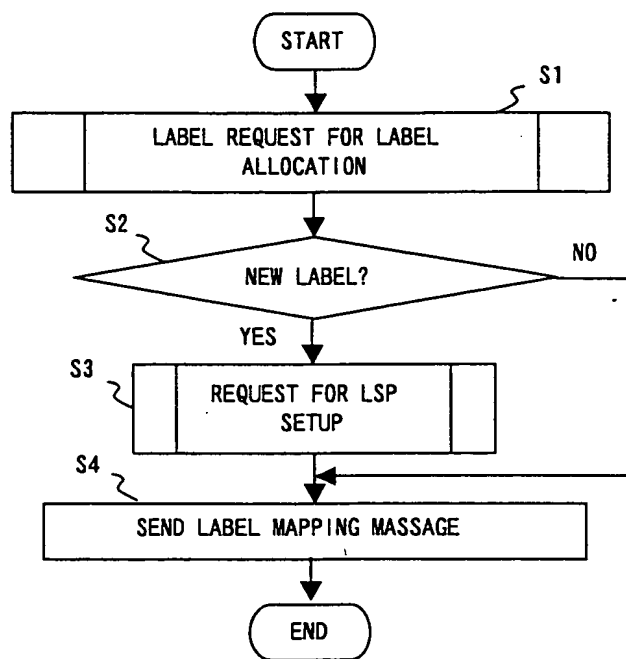 START
S1
LABEL REQUEST FOR LABEL
ALLOCATION
S2
NEW LABEL?
NO
YES
S3
REQUEST FOR LSP
SETUP
S4
SEND LABEL MAPPING MASSAGE
END